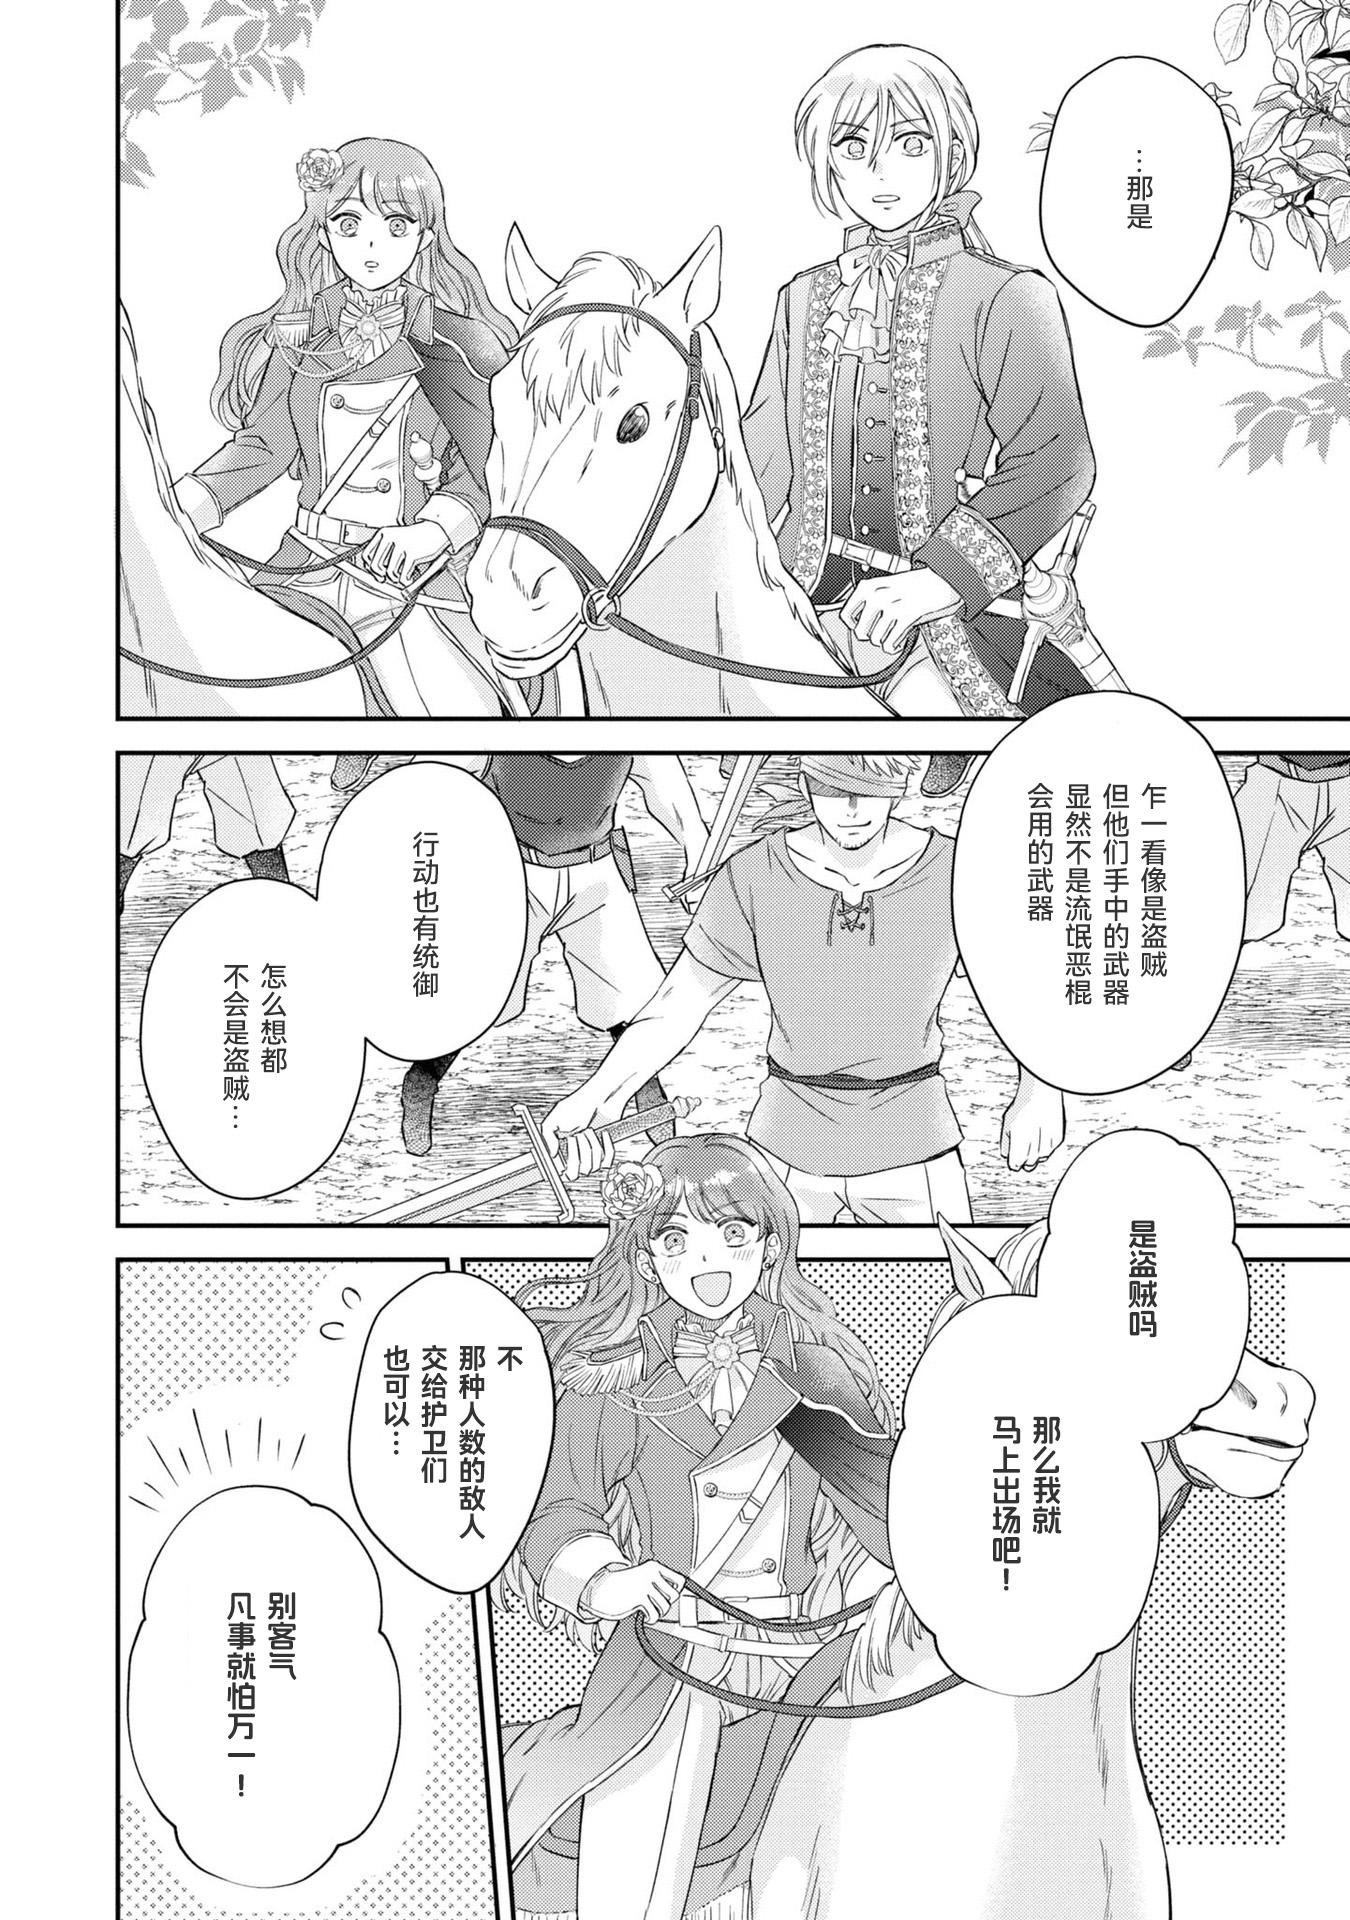 …那是
乍一看像是盗贼
但他们手中的武器
显然不是流氓恶棍
会用的武器
行动也有统御
怎么想都
不会是盗贼…
是盗贼吗
那么我就
马上出场吧！
不
那种人数的敌人
交给护卫们
也可以…
别客气
凡事就怕万一！